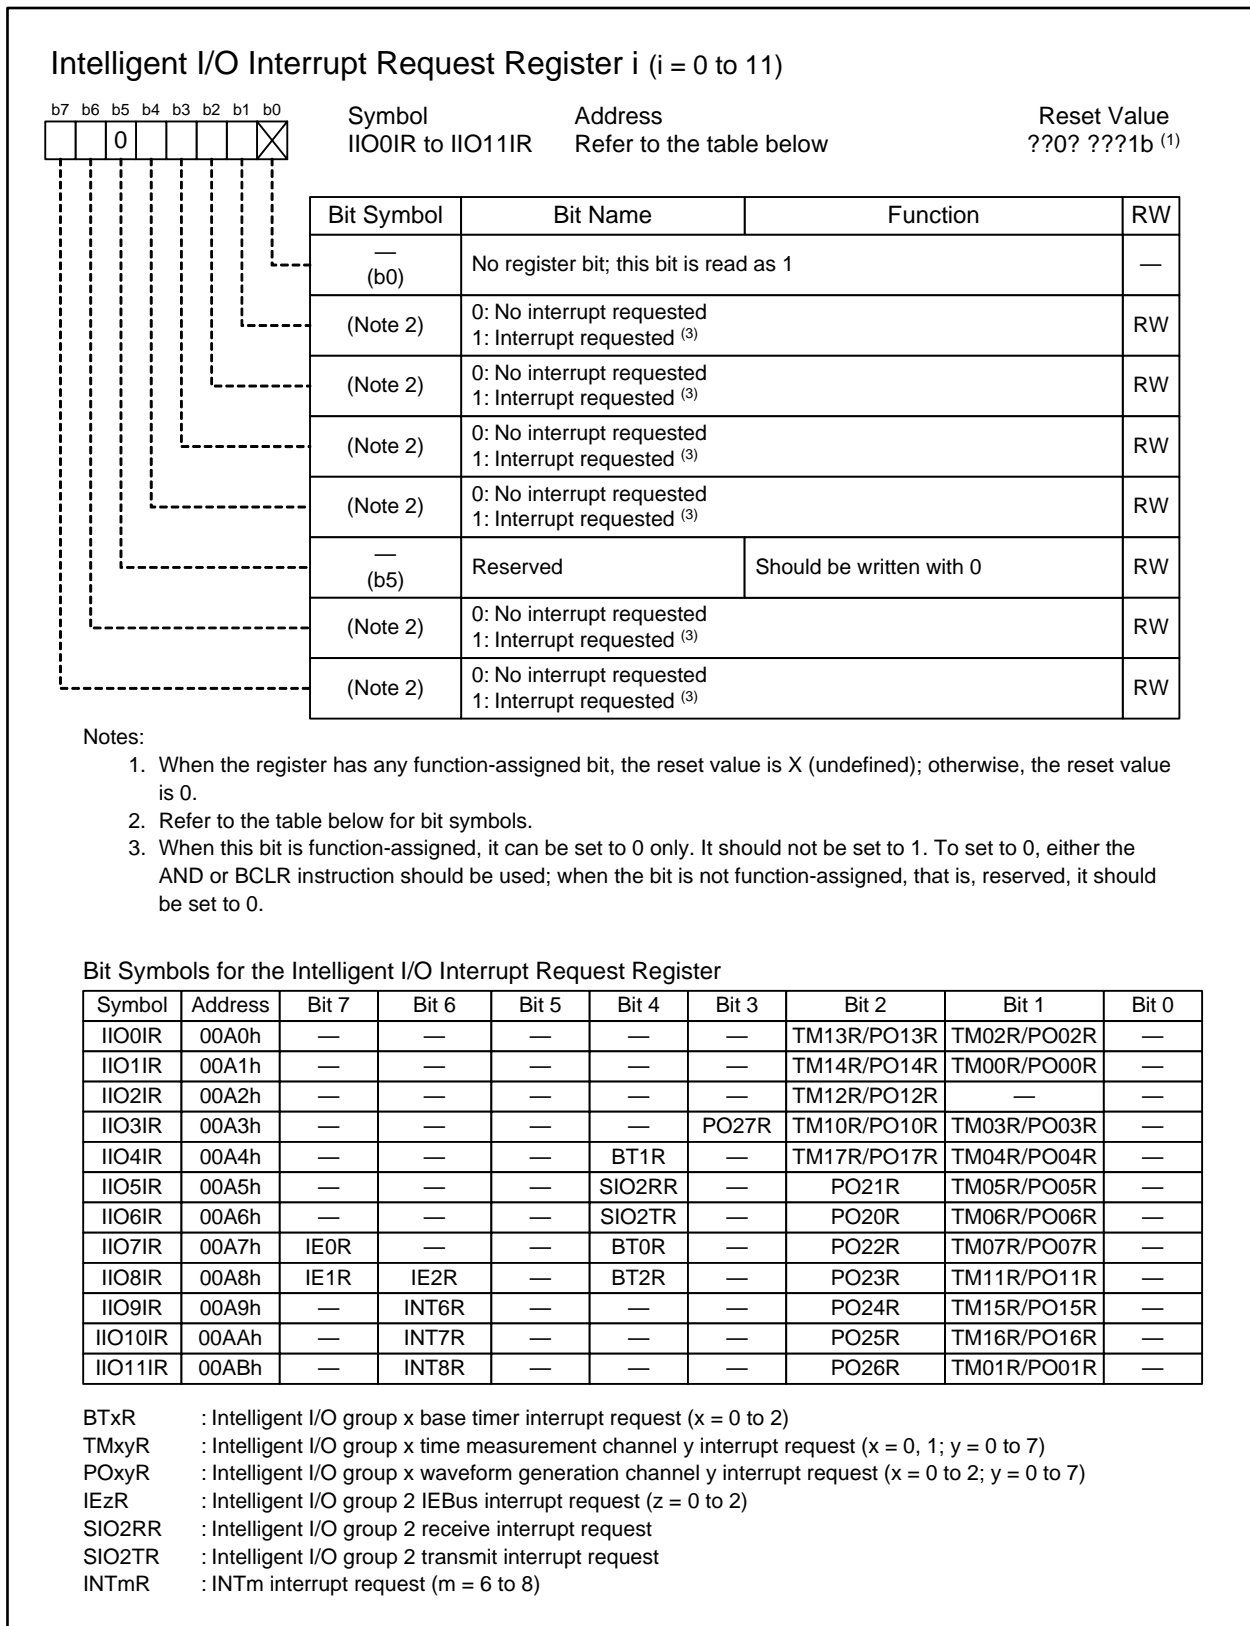 Intelligent I/O Interrupt Request Register i (i = 0 to 11)
b7 b6 b5 b4 b3 b2 b1 b0
0
Symbol Address Reset Value
IIO0IR to IIO11IR Refer to the table below ??0? ???1b (1)
Bit Symbol Bit Name Function RW
— (b0) No register bit; this bit is read as 1 —
(Note 2) 0: No interrupt requested
1: Interrupt requested (3) RW
(Note 2) 0: No interrupt requested
1: Interrupt requested (3) RW
(Note 2) 0: No interrupt requested
1: Interrupt requested (3) RW
(Note 2) 0: No interrupt requested
1: Interrupt requested (3) RW
— (b5) Reserved Should be written with 0 RW
(Note 2) 0: No interrupt requested
1: Interrupt requested (3) RW
(Note 2) 0: No interrupt requested
1: Interrupt requested (3) RW
Notes:
1. When the register has any function-assigned bit, the reset value is X (undefined); otherwise, the reset value
is 0.
2. Refer to the table below for bit symbols.
3. When this bit is function-assigned, it can be set to 0 only. It should not be set to 1. To set to 0, either the
AND or BCLR instruction should be used; when the bit is not function-assigned, that is, reserved, it should
be set to 0.
Bit Symbols for the Intelligent I/O Interrupt Request Register
Symbol Address Bit 7 Bit 6 Bit 5 Bit 4 Bit 3 Bit 2 Bit 1 Bit 0
IIO0IR 00A0h — — — — — TM13R/PO13R TM02R/PO02R —
IIO1IR 00A1h — — — — — TM14R/PO14R TM00R/PO00R —
IIO2IR 00A2h — — — — — TM12R/PO12R — —
IIO3IR 00A3h — — — — PO27R TM10R/PO10R TM03R/PO03R —
IIO4IR 00A4h — — — BT1R — TM17R/PO17R TM04R/PO04R —
IIO5IR 00A5h — — — SIO2RR — PO21R TM05R/PO05R —
IIO6IR 00A6h — — — SIO2TR — PO20R TM06R/PO06R —
IIO7IR 00A7h IE0R — — BT0R — PO22R TM07R/PO07R —
IIO8IR 00A8h IE1R IE2R — BT2R — PO23R TM11R/PO11R —
IIO9IR 00A9h — INT6R — — — PO24R TM15R/PO15R —
IIO10IR 00AAh — INT7R — — — PO25R TM16R/PO16R —
IIO11IR 00ABh — INT8R — — — PO26R TM01R/PO01R —
BTxR : Intelligent I/O group x base timer interrupt request (x = 0 to 2)
TMxyR : Intelligent I/O group x time measurement channel y interrupt request (x = 0, 1; y = 0 to 7)
POxyR : Intelligent I/O group x waveform generation channel y interrupt request (x = 0 to 2; y = 0 to 7)
IEzR : Intelligent I/O group 2 IEBus interrupt request (z = 0 to 2)
SIO2RR : Intelligent I/O group 2 receive interrupt request
SIO2TR : Intelligent I/O group 2 transmit interrupt request
INTmR : INTm interrupt request (m = 6 to 8)